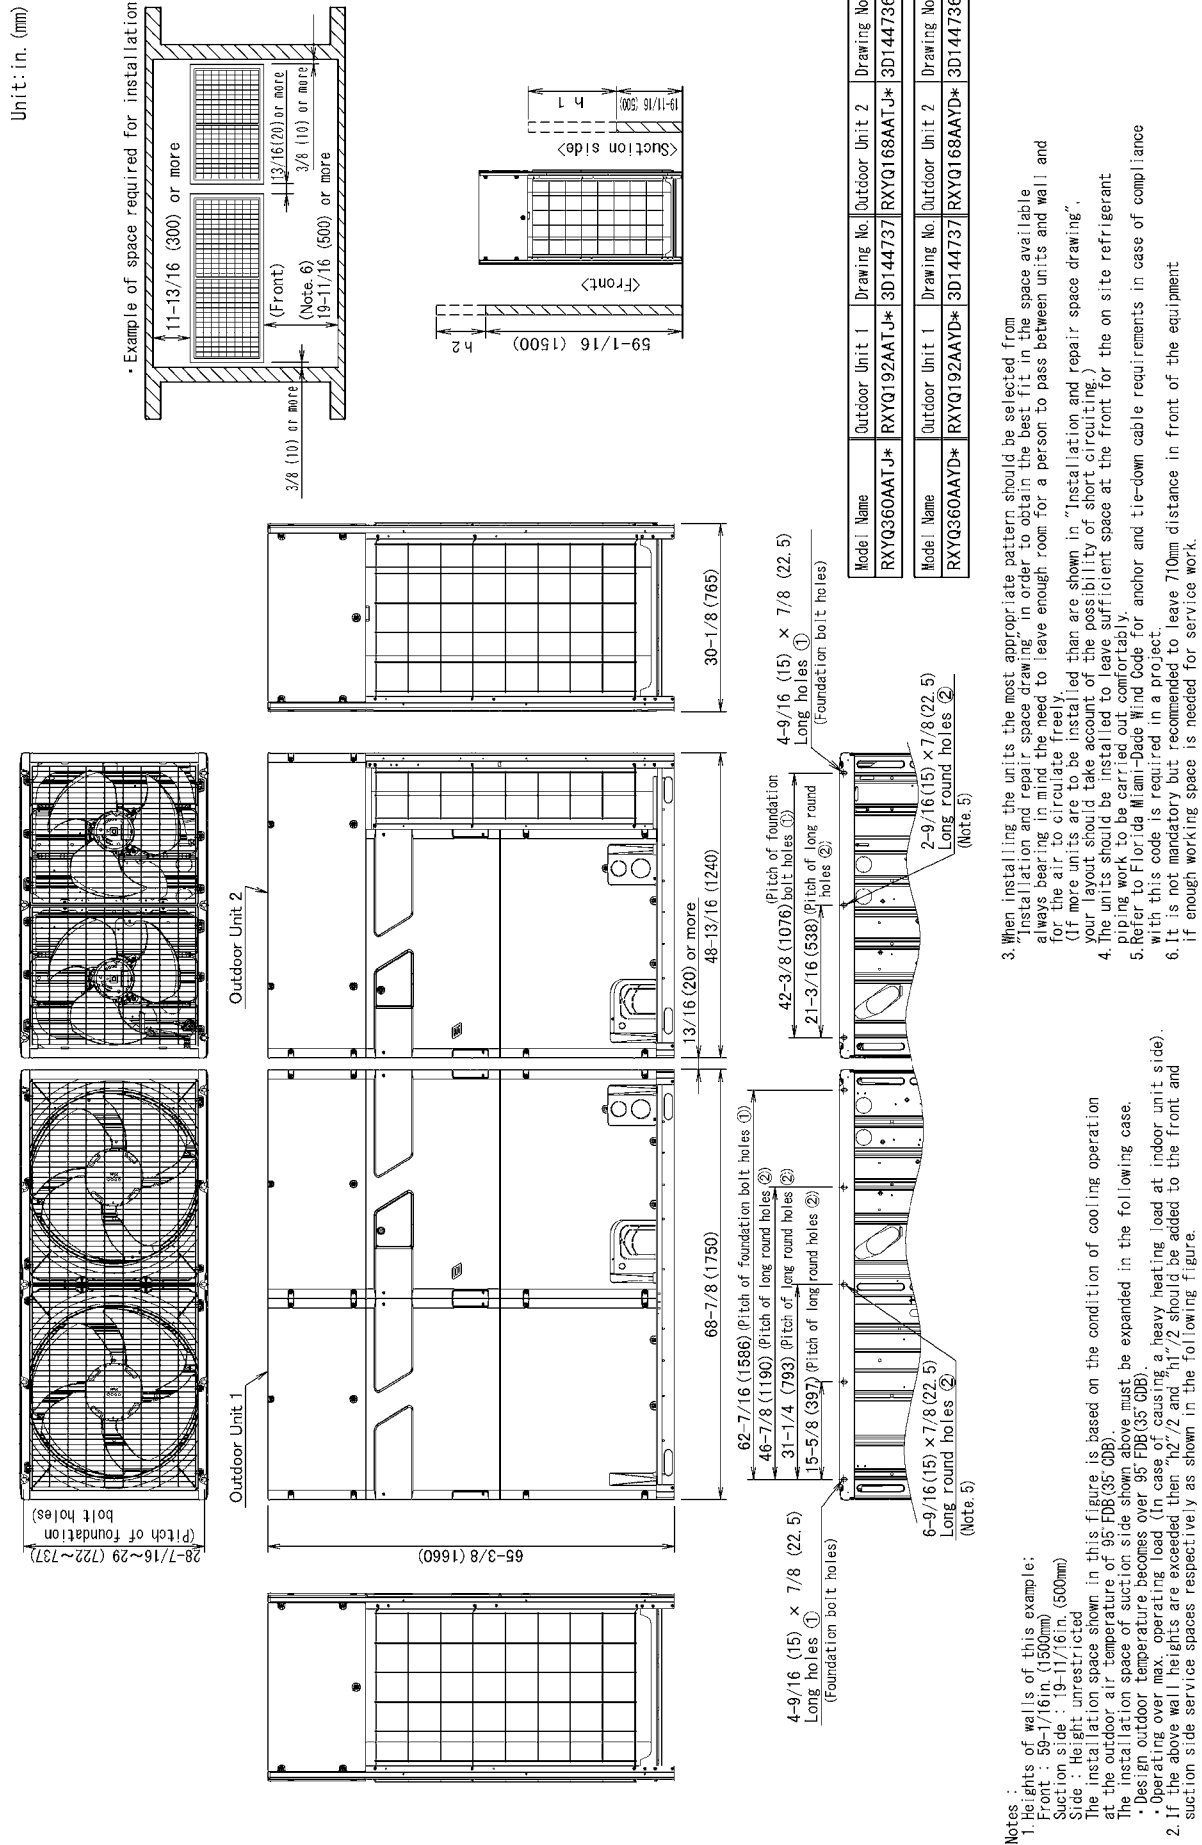 Unit:in. (mm)
・Example of space required for installation
11-13/16 (300) or more
13/16(20) or more
3/8 (10) or more
(Front)
(Note. 6)
19-11/16 (500) or more
3/8 (10) or more
h 1
19-11/16 (500)
<Suction side>
<Front>
h2
59-1/16 (1500)
28-7/16~29 (722~737)
(Pitch of foundation
bolt holes)
Outdoor Unit 1
Outdoor Unit 2
65-3/8 (1660)
68-7/8 (1750)
13/16 (20) or more
48-13/16 (1240)
30-1/8 (765)
62-7/16 (1586) (Pitch of foundation bolt holes ①)
46-7/8 (1190) (Pitch of long round holes ②)
31-1/4 (793) (Pitch of long round holes ②)
15-5/8 (397) (Pitch of long round holes ②)
42-3/8 (1076) (Pitch of foundation
bolt holes ①)
21-3/16 (538) (Pitch of long round
holes ②)
4-9/16 (15) × 7/8 (22. 5)
Long holes ①
(Foundation bolt holes)
6-9/16 (15) × 7/8 (22. 5)
Long round holes ②
(Note. 5)
4-9/16 (15) × 7/8 (22. 5)
Long holes ①
(Foundation bolt holes)
2-9/16 (15) × 7/8 (22. 5)
Long round holes ②
(Note. 5)
Model Name Outdoor Unit 1 Drawing No. Outdoor Unit 2 Drawing No
RXYQ360AATJ* RXYQ192AATJ* 3D144737 RXYQ168AATJ* 3D144736
Model Name Outdoor Unit 1 Drawing No. Outdoor Unit 2 Drawing No
RXYQ360AAYD* RXYQ192AAYD* 3D144737 RXYQ168AAYD* 3D144736
Notes :
1. Heights of walls of this example;
Front : 59-1/16in. (1500mm)
Suction side : 19-11/16in. (500mm)
Side : Height unrestricted
The installation space shown in this figure is based on the condition of cooling operation
at the outdoor air temperature of 95°FDB(35°CDB).
The installation space of suction side shown above must be expanded in the following case.
・Design outdoor temperature becomes over 95°FDB(35°CDB).
・Operating over max. operating load (In case of causing a heavy heating load at indoor unit side).
2. If the above wall heights are exceeded then "h2"/2 and "h1"/2 should be added to the front and
suction side service spaces respectively as shown in the following figure.
3. When installing the units the most appropriate pattern should be selected from
"Installation and repair space drawing" in order to obtain the best fit in the space available
always bearing in mind the need to leave enough room for a person to pass between units and wall and
for the air to circulate freely.
(If more units are to be installed than are shown in "Installation and repair space drawing",
your layout should take account of the possibility of short circuiting.)
4. The units should be installed to leave sufficient space at the front for the on site refrigerant
piping work to be carried out comfortably.
5. Refer to Florida Miami-Dade Wind Code for anchor and tie-down cable requirements in case of compliance
with this code is required in a project.
6. It is not mandatory but recommended to leave 710mm distance in front of the equipment
if enough working space is needed for service work.